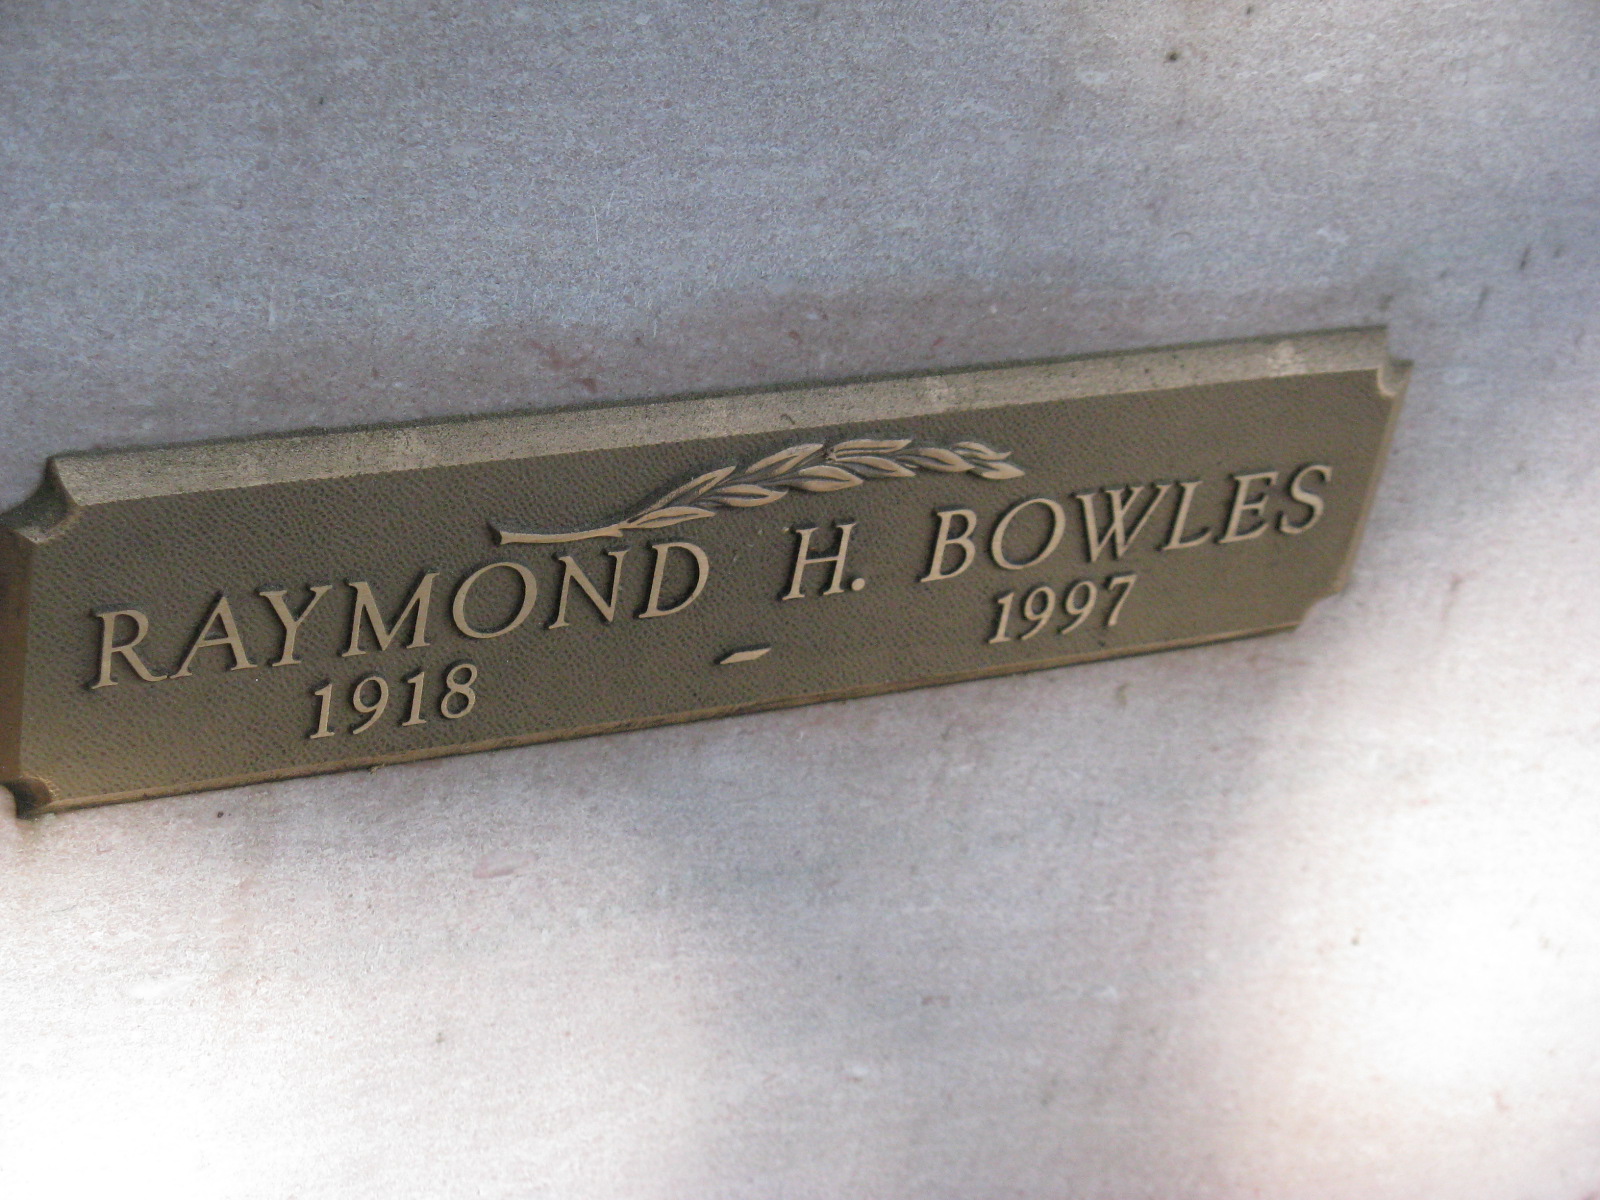 RAYMOND H. BOWLES
1918 – 1997